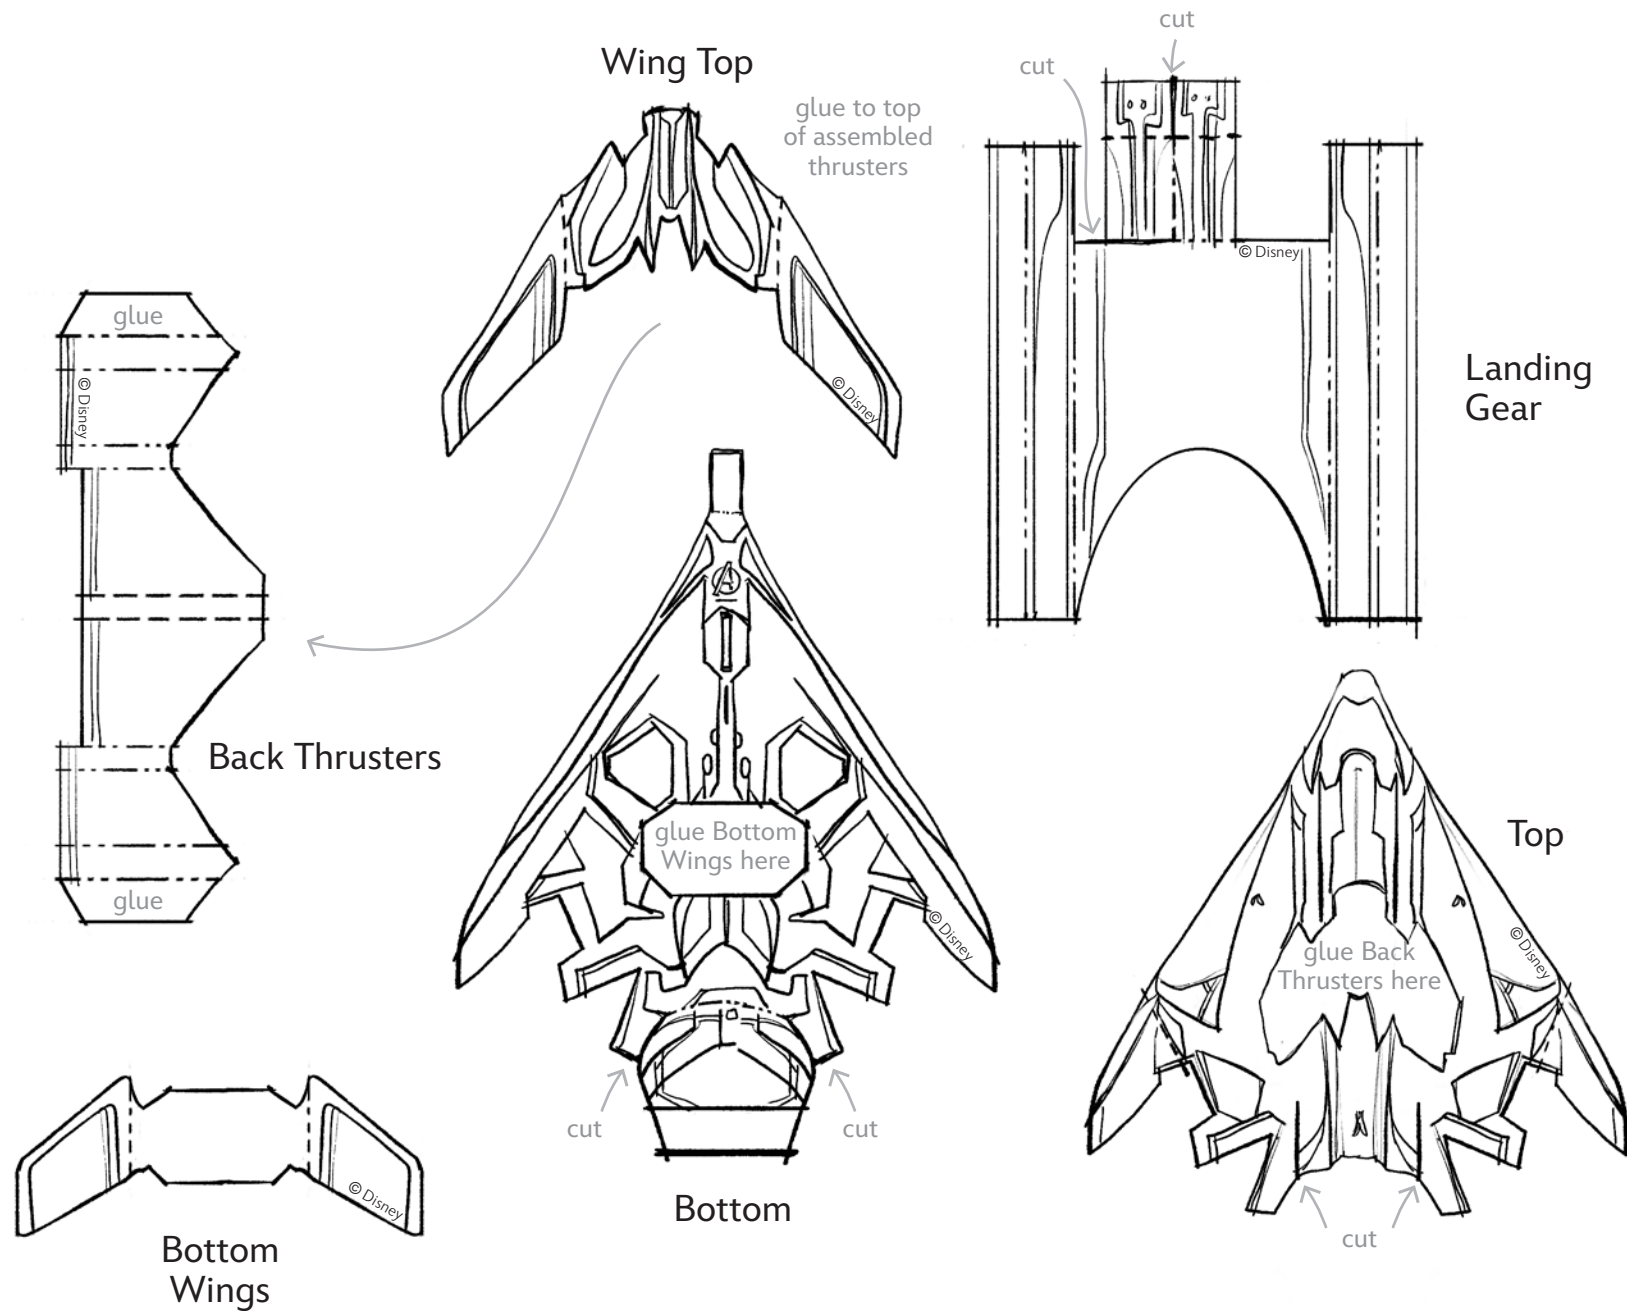 cut
Wing Top
cut
glue to top
of assembled
thrusters
© Disney
glue
Landing
Gear
© Disney
© Disney
Back Thrusters
glue Bottom
Wings here
Top
glue
© Disney
glue Back
Thrusters here
© Disney
cut
cut
© Disney
Bottom
cut
Bottom
Wings